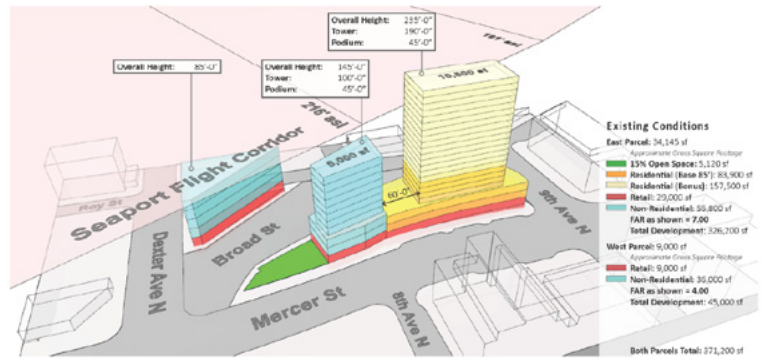 Overall Height: 235'-0"
Tower: 190'-0"
Podium: 45'-0"
Overall Height: 85'-0"
Overall Height: 145'-0"
Tower: 100'-0"
Podium: 45'-0"
216' asl
Seaport Flight Corridor
Roy St
Dexter Ave N
Broad St
Mercer St
8th Ave N
9th Ave N
60'-0"
Existing Conditions
East Parcel: 34,145 sf
Approximate Gross Square Footage
15% Open Space: 5,120 sf
Residential (Base 85'): 83,900 sf
Residential (Bonus): 157,500 sf
Retail: 29,000 sf
Non-Residential: 55,800 sf
FAR as shown = 7.00
Total Development: 326,200 sf
West Parcel: 9,000 sf
Approximate Gross Square Footage
Retail: 9,000 sf
Non-Residential: 36,000 sf
FAR as shown = 4.00
Total Development: 45,000 sf
Both Parcels Total: 371,200 sf